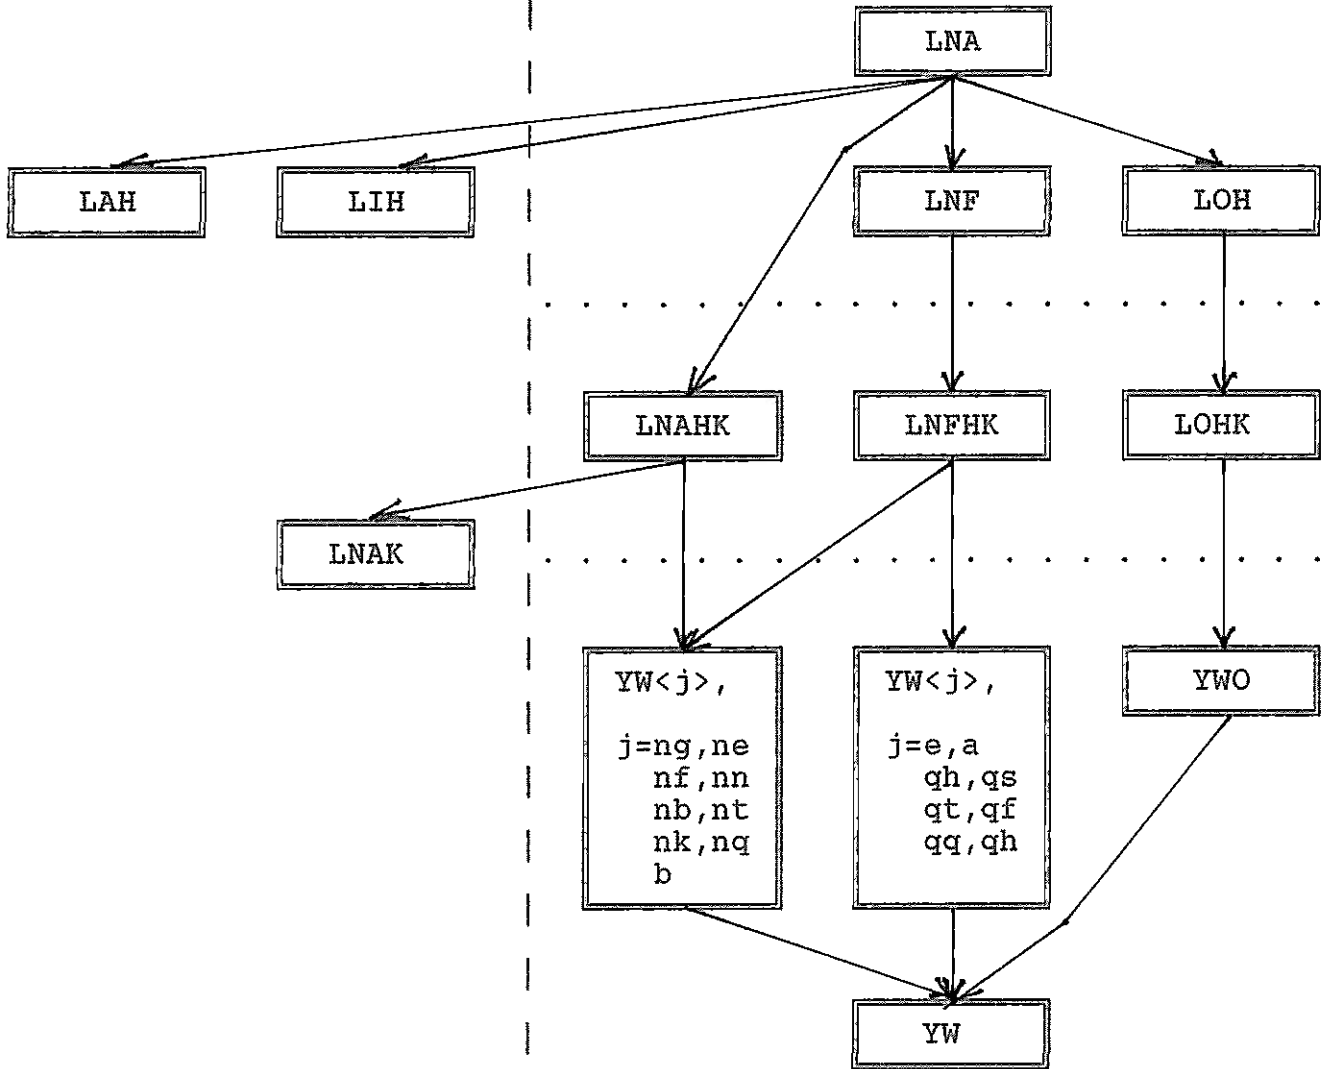 LNA
LAH
LIH
LNF
LOH
LNAHK
LNFHK
LOHK
LNAK
YW<j>,
j=ng,ne
nf,nn
nb,nt
nk,nq
b
YW<j>,
j=e,a
qh,qs
qt,qf
qq,qh
YWO
YW